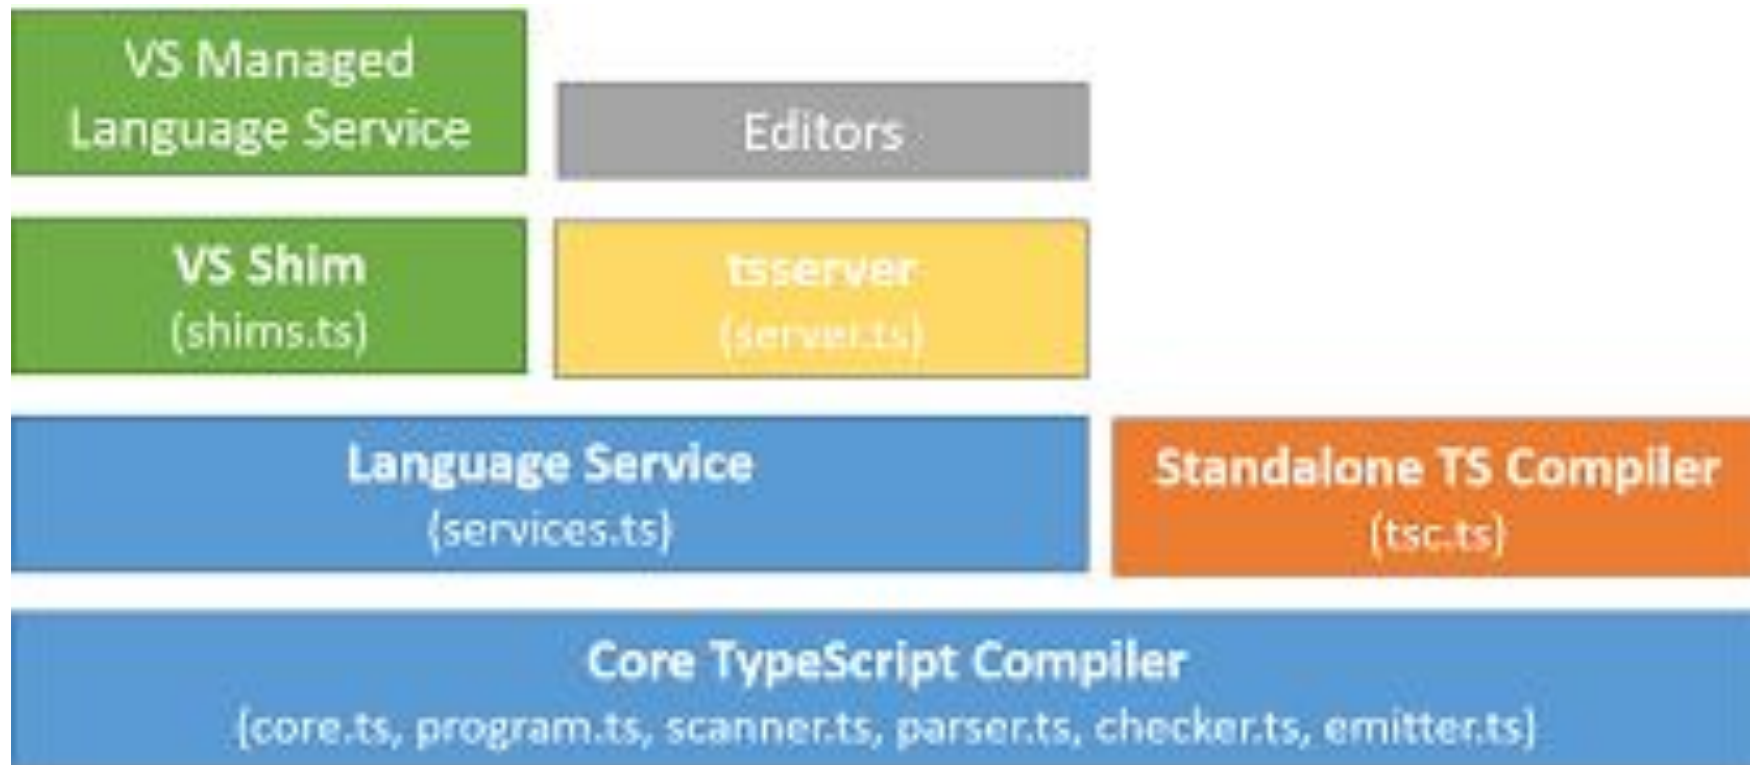 VS Managed
Language Service
Editors
VS Shim
(shims.ts)
tsserver
(server.ts)
Language Service
(services.ts)
Standalone TS Compiler
(tsc.ts)
Core TypeScript Compiler
(core.ts, program.ts, scanner.ts, parser.ts, checker.ts, emitter.ts)